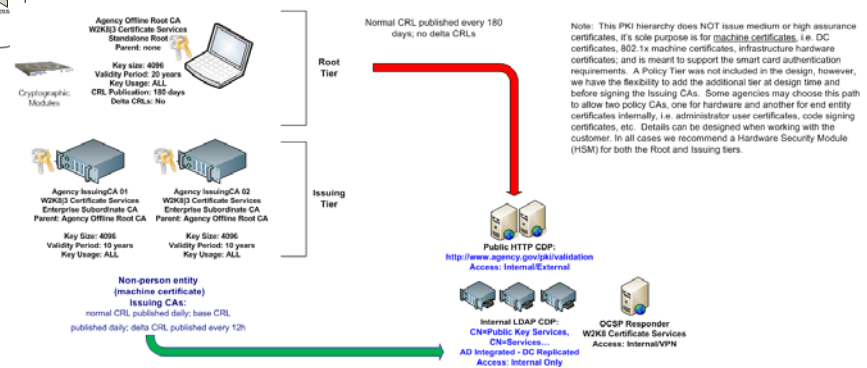 ess
Agency Offline Root CA
W2K8|3 Certificate Services
Standalone Root
Parent: none
Key size: 4096
Validity Period: 20 years
Key Usage: ALL
CRL Publication: 180 days
Delta CRLs: No
Cryptographic
Modules
Root
Tier
Normal CRL published every 180
days; no delta CRLs
Note: This PKI hierarchy does NOT issue medium or high assurance
certificates, it's sole purpose is for machine certificates, i.e. DC
certificates, 802.1x machine certificates, infrastructure hardware
certificates; and is meant to support the smart card authentication
requirements. A Policy Tier was not included in the design, however,
we have the flexibility to add the additional tier at design time and
before signing the Issuing CAs. Some agencies may choose this path
to allow two policy CAs, one for hardware and another for end entity
certificates internally, i.e. administrator user certificates, code signing
certificates, etc. Details can be designed when working with the
customer. In all cases we recommend a Hardware Security Module
(HSM) for both the Root and Issuing tiers.
Agency IssuingCA 01
W2K8|3 Certificate Services
Enterprise Subordinate CA
Parent: Agency Offline Root CA
Key Size: 4096
Validity Period: 10 years
Key Usage: ALL
Agency IssuingCA 02
W2K8|3 Certificate Services
Enterprise Subordinate CA
Parent: Agency Offline Root CA
Key Size: 4096
Validity Period: 10 years
Key Usage: ALL
Issuing
Tier
Non-person entity
(machine certificate)
Issuing CAs:
normal CRL published daily; base CRL
published daily; delta CRL published every 12h
Public HTTP CDP:
http://www.agency.gov/pki/validation
Access: Internal/External
Internal LDAP CDP:
CN=Public Key Services,
CN=Services...
AD Integrated - DC Replicated
Access: Internal Only
OCSP Responder
W2K8 Certificate Services
Access: Internal/VPN